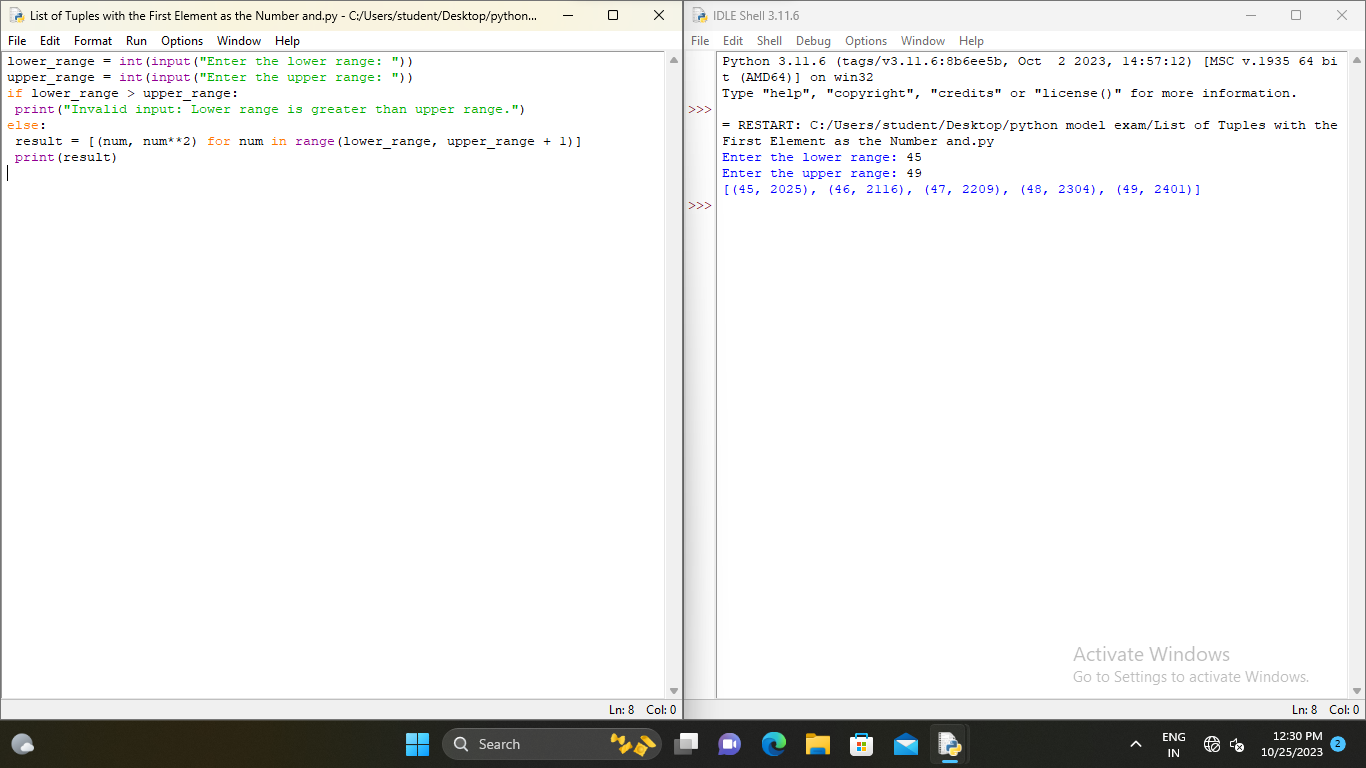 List of Tuples with the First Element as the Number and.py - C:/Users/student/Desktop/python...
File Edit Format Run Options Window Help
lower_range = int(input("Enter the lower range: "))
upper_range = int(input("Enter the upper range: "))
if lower_range > upper_range:
 print("Invalid input: Lower range is greater than upper range.")
else:
 result = [(num, num**2) for num in range(lower_range, upper_range + 1)]
 print(result)
Ln: 8 Col: 0
IDLE Shell 3.11.6
File Edit Shell Debug Options Window Help
Python 3.11.6 (tags/v3.11.6:8b6ee5b, Oct  2 2023, 14:57:12) [MSC v.1935 64 bi
t (AMD64)] on win32
Type "help", "copyright", "credits" or "license()" for more information.
>>>
= RESTART: C:/Users/student/Desktop/python model exam/List of Tuples with the
First Element as the Number and.py
Enter the lower range: 45
Enter the upper range: 49
[(45, 2025), (46, 2116), (47, 2209), (48, 2304), (49, 2401)]
>>>
Activate Windows
Go to Settings to activate Windows.
Ln: 8 Col: 0
Search
ENG
IN
12:30 PM
10/25/2023
2